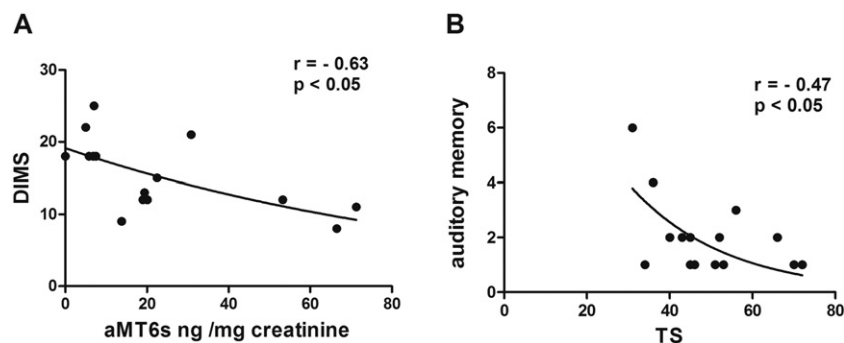 A
r = - 0.63
p < 0.05
30
20
10
0
DIMS
0 20 40 60 80
aMT6s ng /mg creatinine
B
r = - 0.47
p < 0.05
8
6
4
2
0
auditory memory
0 20 40 60 80
TS